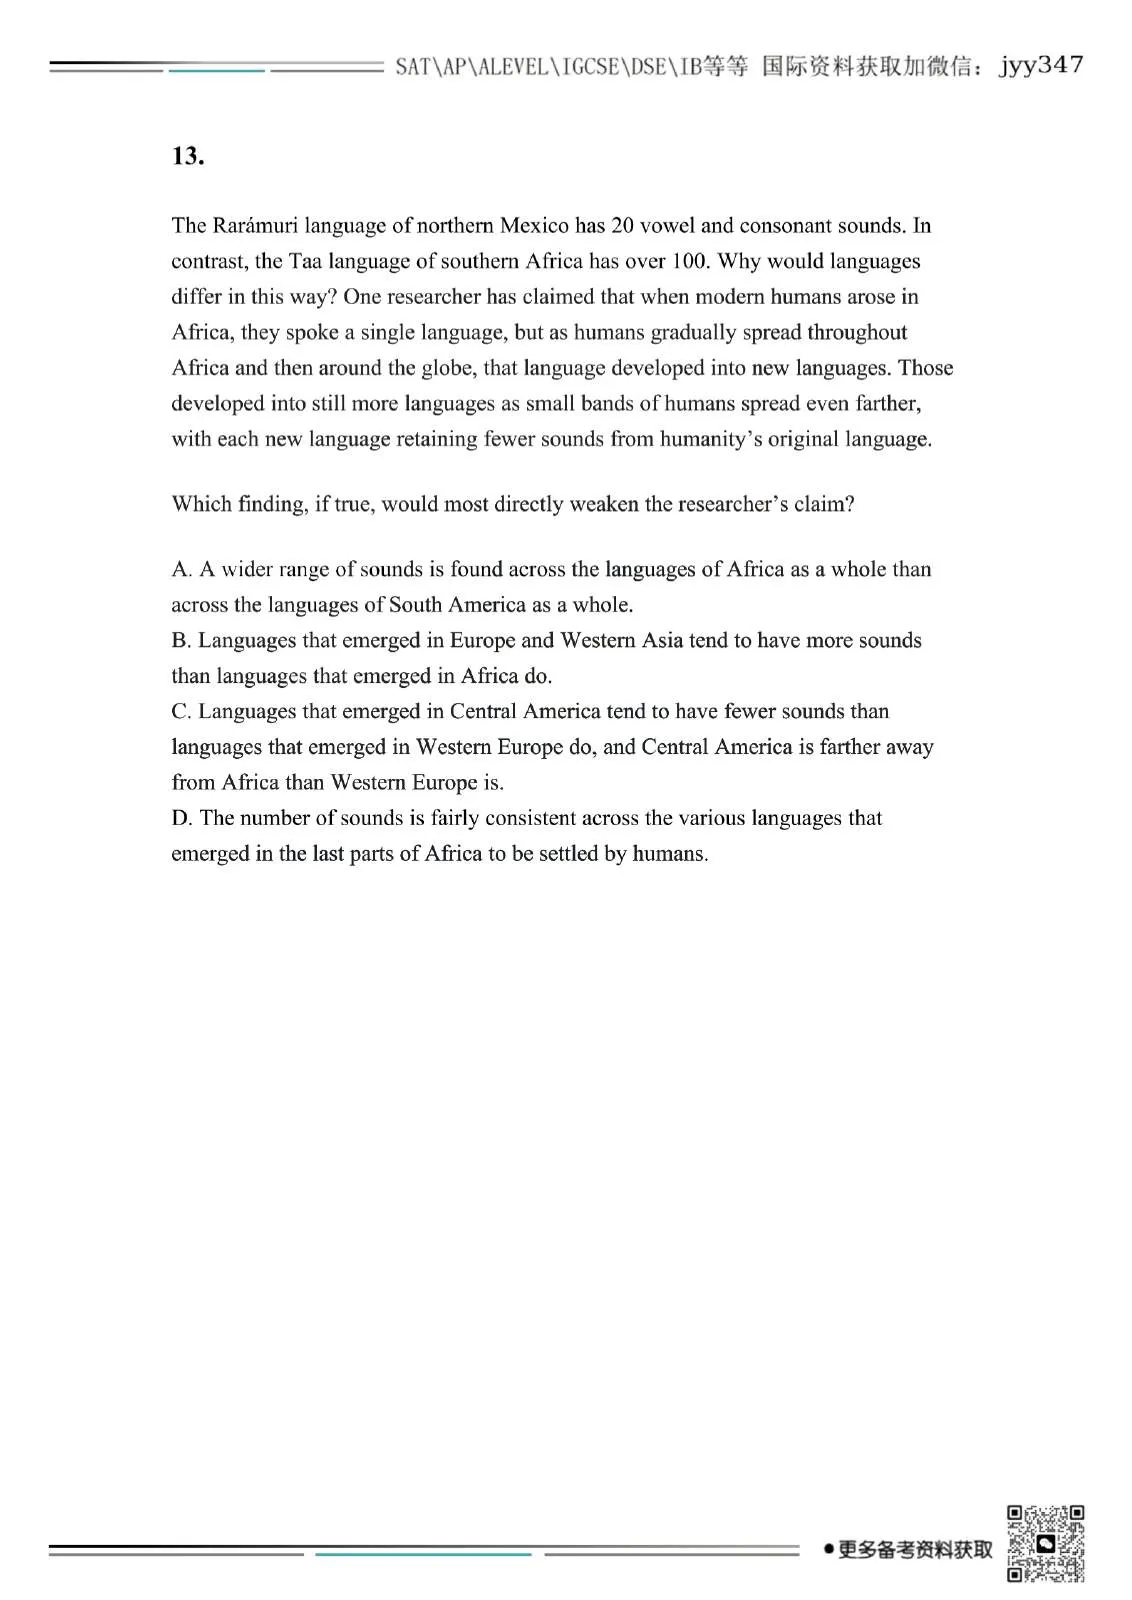 SAT\AP\ALEVEL\IGCSE\DSE\IB等等 国际资料获取加微信: jyy347
13.
The Rarámuri language of northern Mexico has 20 vowel and consonant sounds. In
contrast, the Taa language of southern Africa has over 100. Why would languages
differ in this way? One researcher has claimed that when modern humans arose in
Africa, they spoke a single language, but as humans gradually spread throughout
Africa and then around the globe, that language developed into new languages. Those
developed into still more languages as small bands of humans spread even farther,
with each new language retaining fewer sounds from humanity's original language.
Which finding, if true, would most directly weaken the researcher's claim?
A. A wider range of sounds is found across the languages of Africa as a whole than
across the languages of South America as a whole.
B. Languages that emerged in Europe and Western Asia tend to have more sounds
than languages that emerged in Africa do.
C. Languages that emerged in Central America tend to have fewer sounds than
languages that emerged in Western Europe do, and Central America is farther away
from Africa than Western Europe is.
D. The number of sounds is fairly consistent across the various languages that
emerged in the last parts of Africa to be settled by humans.
●更多备考资料获取